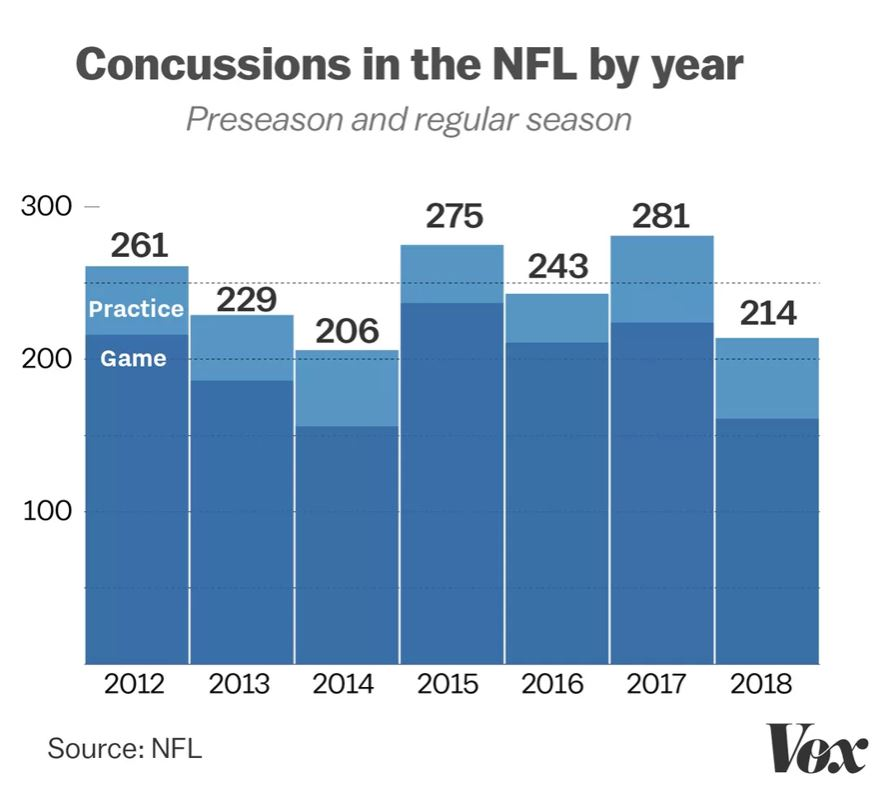 Concussions in the NFL by year
Preseason and regular season
300
261
229
206
275
243
281
214
Practice
Game
200
100
2012 2013 2014 2015 2016 2017 2018
Source: NFL
Vox